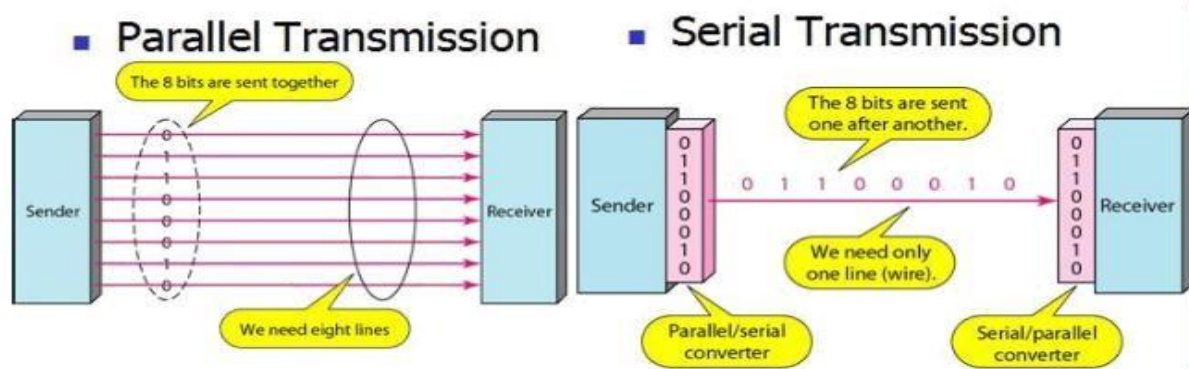 ▪ Parallel Transmission
The 8 bits are sent together
Sender
0
1
1
0
0
0
1
0
Receiver
We need eight lines
▪ Serial Transmission
The 8 bits are sent
one after another.
Sender
0
1
1
0
0
0
1
0
0 1 1 0 0 0 1 0
We need only
one line (wire).
0
1
1
0
0
0
1
0
Receiver
Parallel/serial
converter
Serial/parallel
converter